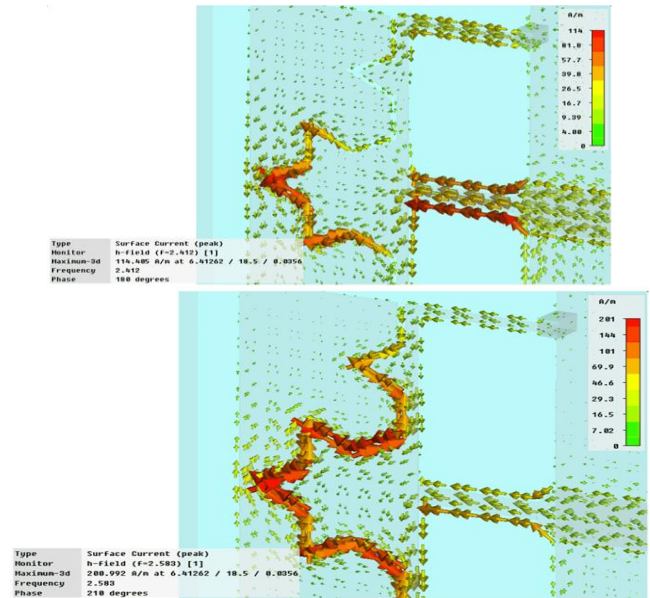 A/m
114
81.8
57.7
39.8
26.5
16.7
9.39
4.00
0
Type Surface Current (peak)
Monitor h-field (f=2.412) [1]
Maximum-3d 114.405 A/m at 6.41262 / 18.5 / 0.0356
Frequency 2.412
Phase 180 degrees
A/m
201
144
101
69.9
46.6
29.3
16.5
7.02
0
Type Surface Current (peak)
Monitor h-field (f=2.583) [1]
Maximum-3d 200.992 A/m at 6.41262 / 18.5 / 0.0356
Frequency 2.583
Phase 210 degrees